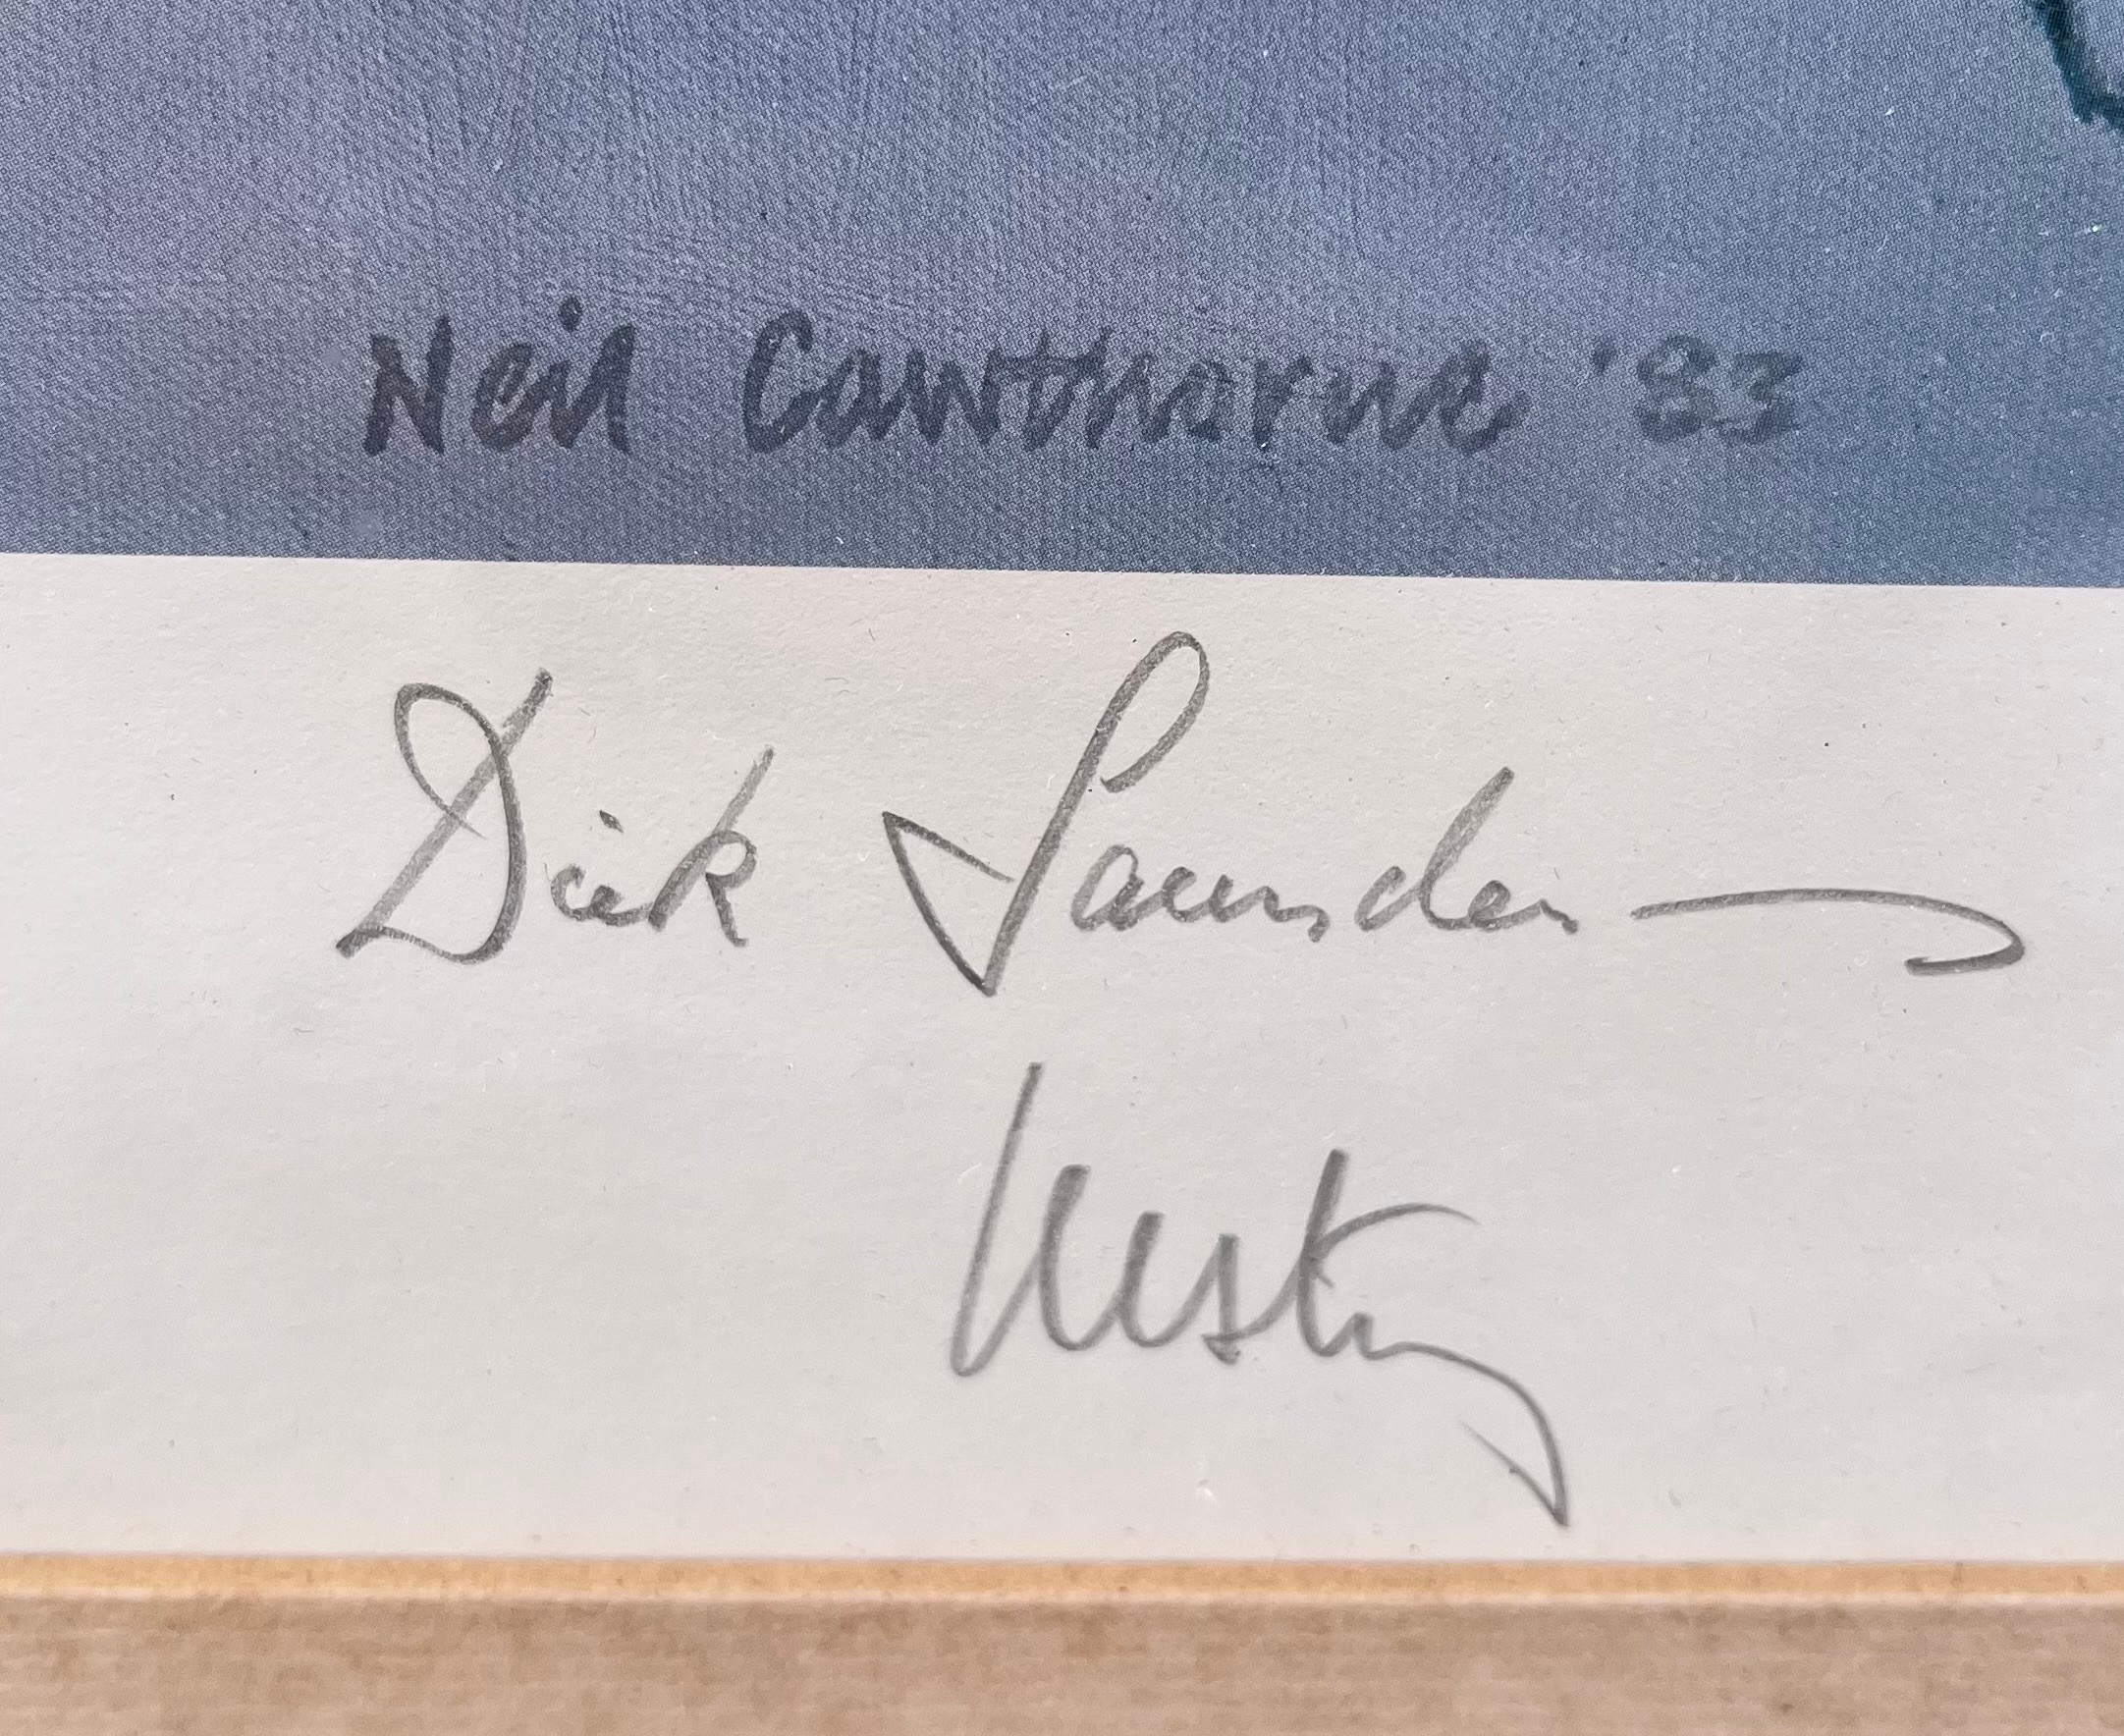 Neil Cawthorne '83
Dick Saunders